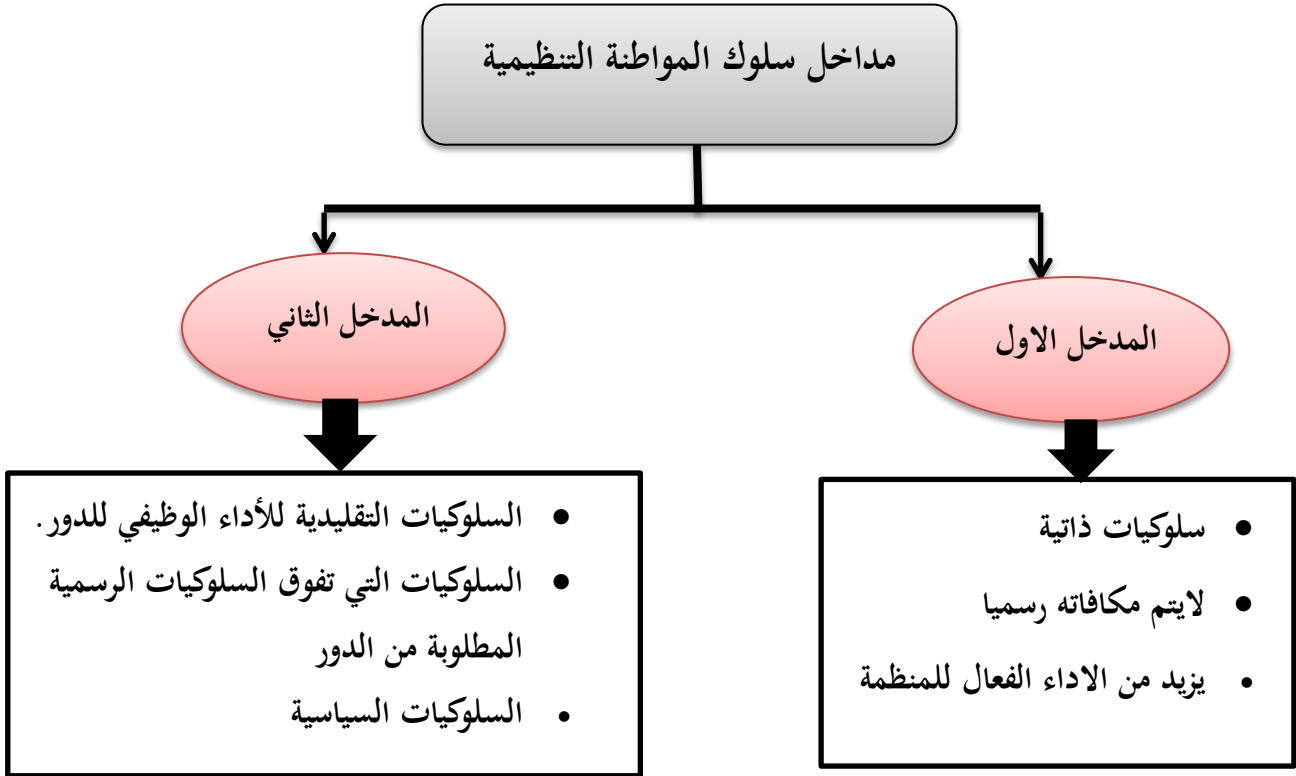 مداخل سلوك المواطنة التنظيمية
المدخل الاول
المدخل الثاني
• سلوكيات ذاتية
• لايتم مكافاته رسميا
• يزيد من الاداء الفعال للمنظمة
• السلوكيات التقليدية للأداء الوظيفي للدور.
• السلوكيات التي تفوق السلوكيات الرسمية
المطلوبة من الدور
• السلوكيات السياسية